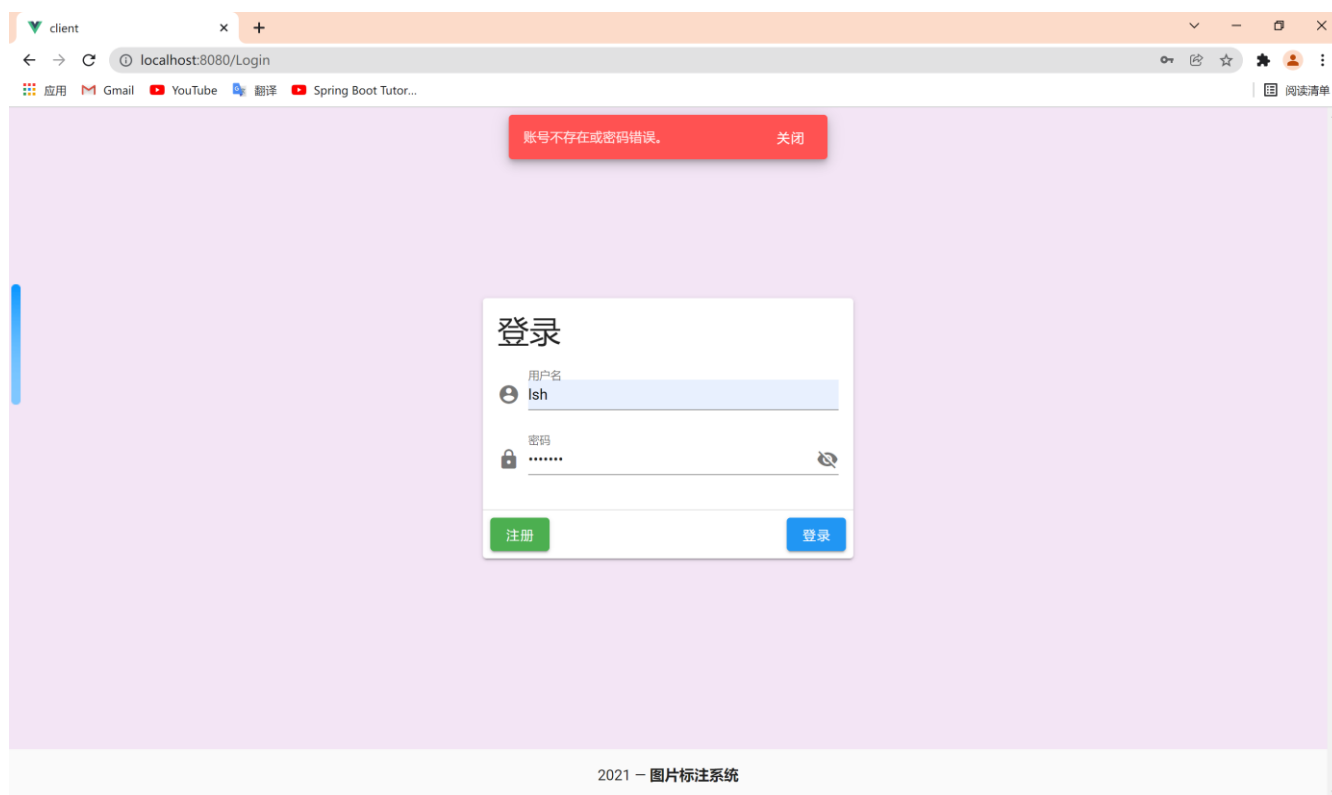 client
localhost:8080/Login
应用 Gmail YouTube 翻译 Spring Boot Tutor... 阅读清单
账号不存在或密码错误。 关闭
登录
用户名
lsh
密码
•••••••
注册 登录
2021 — 图片标注系统